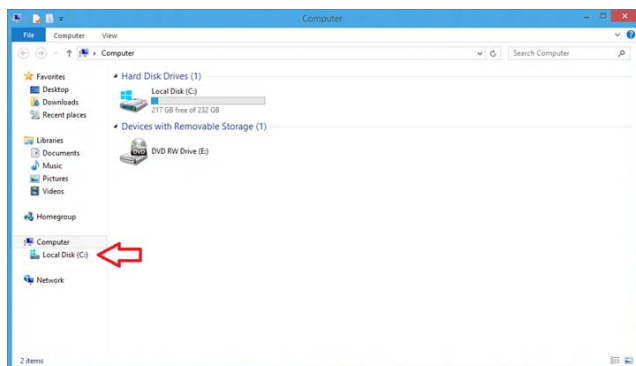 Computer
File Computer View
Computer
Search Computer
Favorites
Desktop
Downloads
Recent places
Libraries
Documents
Music
Pictures
Videos
Homegroup
Computer
Local Disk (C:)
Network
Hard Disk Drives (1)
Local Disk (C:)
217 GB free of 232 GB
Devices with Removable Storage (1)
DVD RW Drive (E:)
DVD
2 items